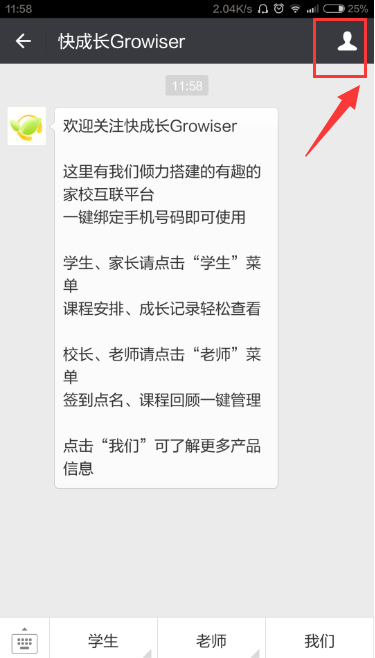 11:58
2.04K/s
25%
快成长Growiser
11:58
欢迎关注快成长Growiser
这里有我们倾力搭建的有趣的
家校互联平台
一键绑定手机号码即可使用
学生、家长请点击“学生”菜
单
课程安排、成长记录轻松查看
校长、老师请点击“老师”菜
单
签到点名、课程回顾一键管理
点击“我们”可了解更多产品
信息
学生
老师
我们